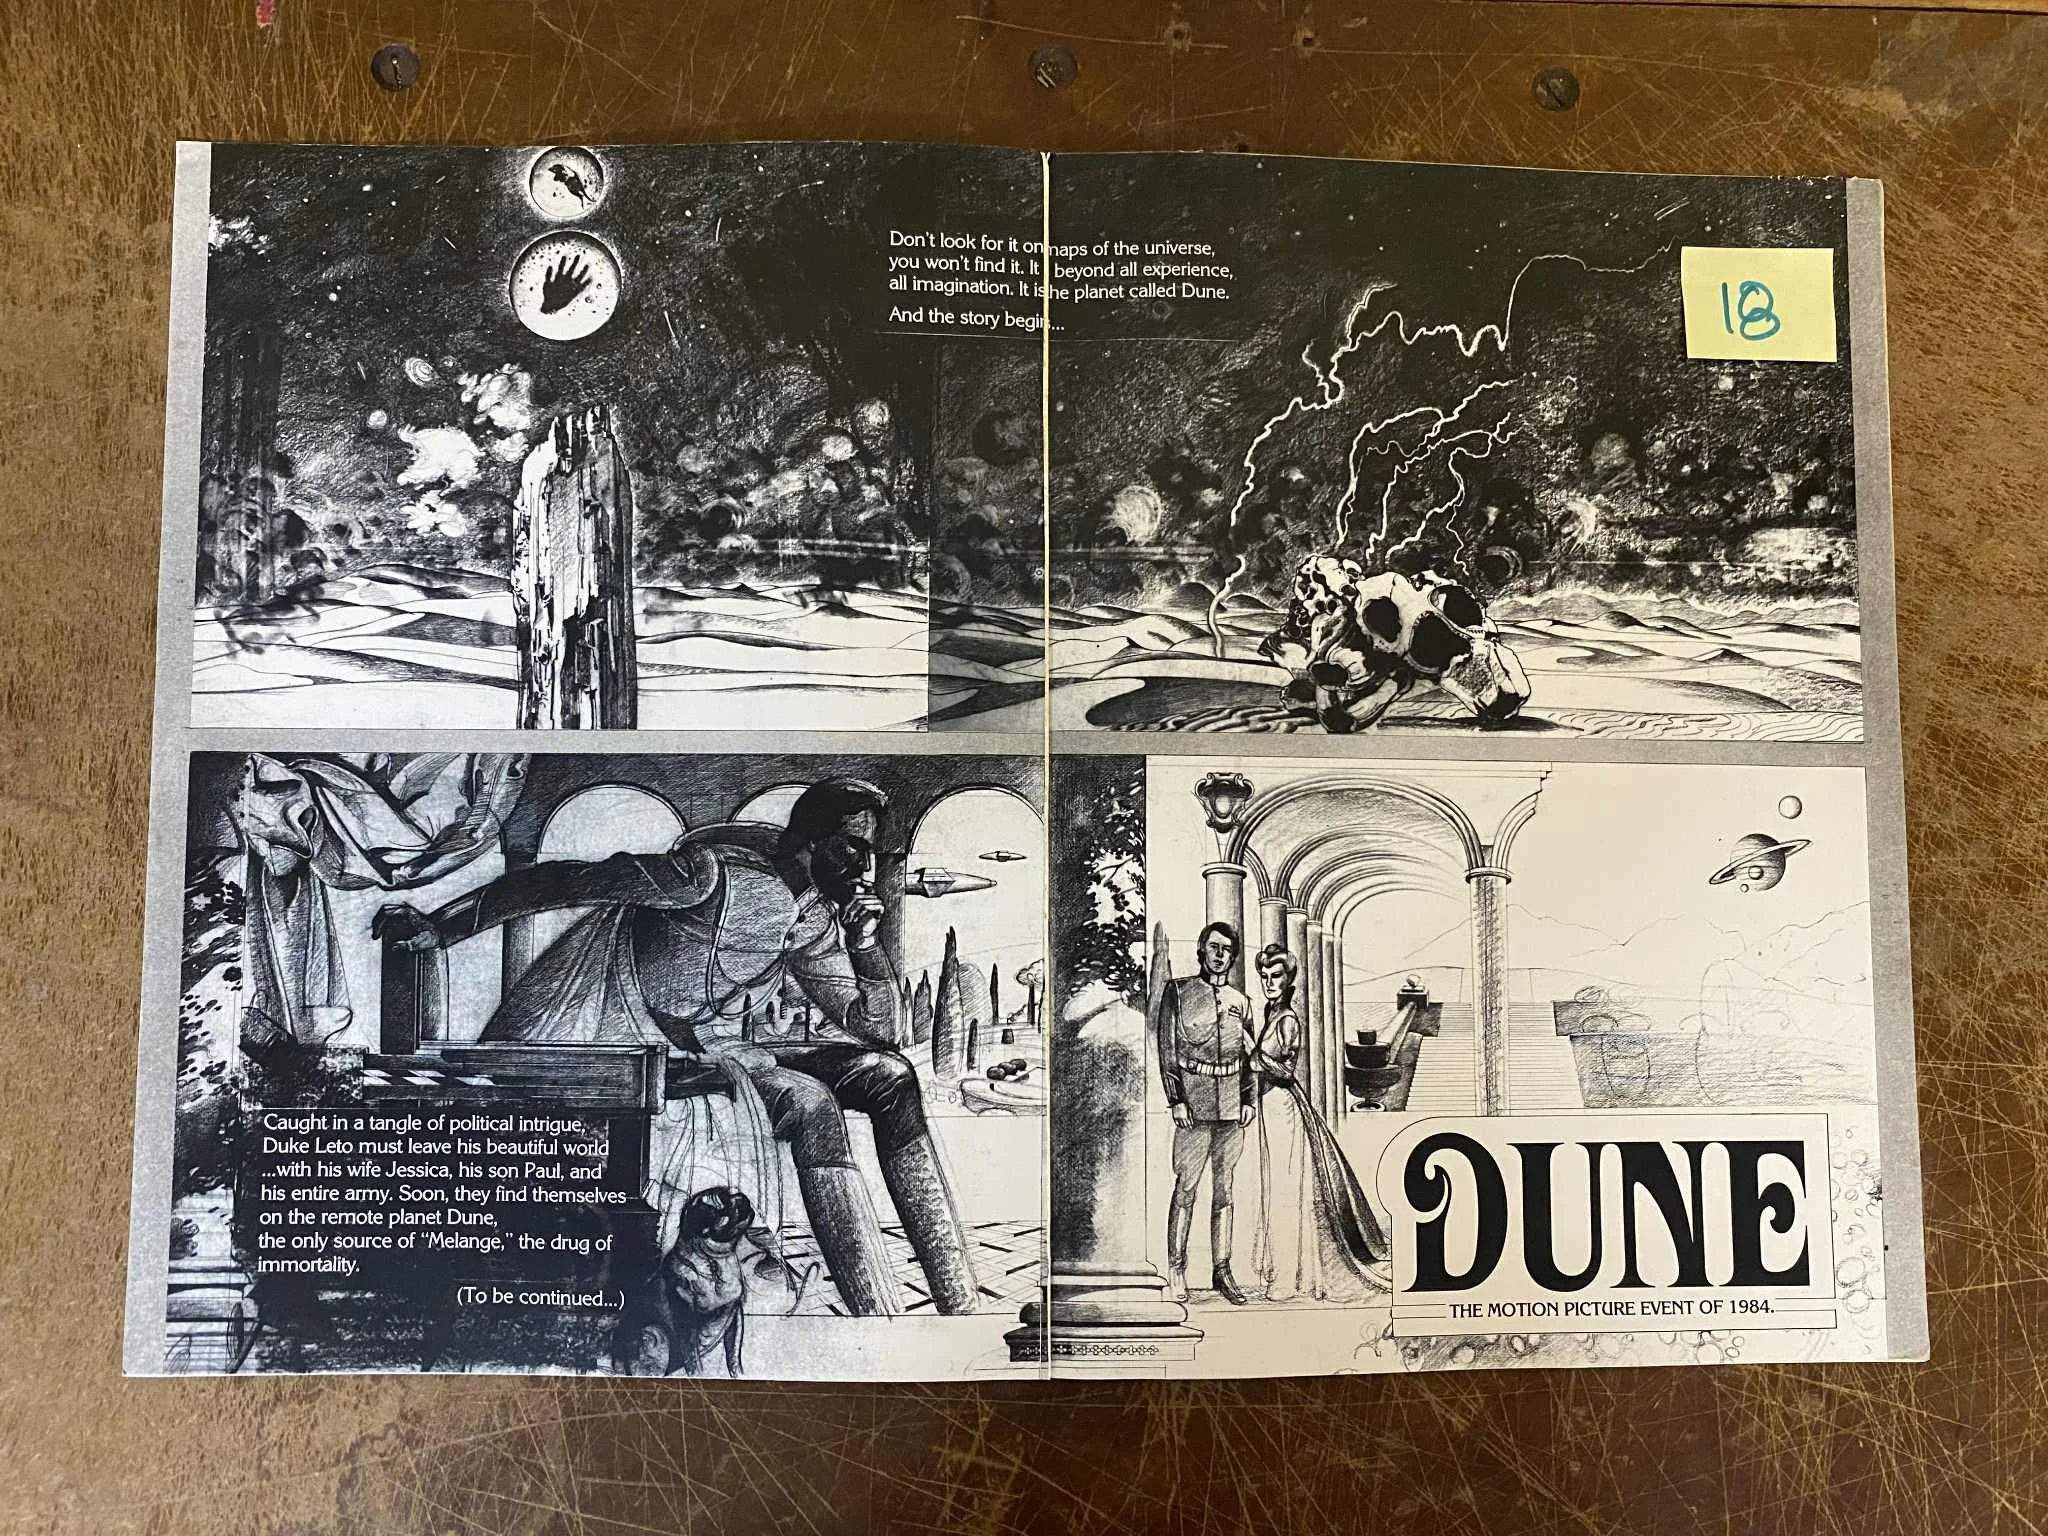 Don't look for it on maps of the universe,
you won't find it. It beyond all experience,
all imagination. It is he planet called Dune.
And the story begin...
18
Caught in a tangle of political intrigue,
Duke Leto must leave his beautiful world
...with his wife Jessica, his son Paul, and
his entire army. Soon, they find themselves
on the remote planet Dune,
the only source of “Melange,” the drug of
immortality.
(To be continued...)
DUNE
THE MOTION PICTURE EVENT OF 1984.